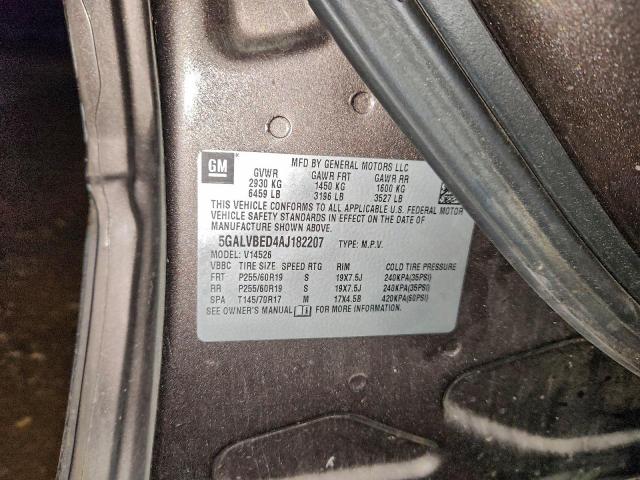 GM
MFD BY GENERAL MOTORS LLC
GVWR GAWR FRT GAWR RR
2930 KG 1450 KG 1600 KG
6459 LB 3196 LB 3527 LB
THIS VEHICLE CONFORMS TO ALL APPLICABLE U.S. FEDERAL MOTOR
VEHICLE SAFETY STANDARDS IN EFFECT ON THE DATE OF
MANUFACTURE SHOWN ABOVE.
5GALVBED4AJ182207 TYPE: M.P.V.
MODEL: V14526
VBBC TIRE SIZE SPEED RTG RIM COLD TIRE PRESSURE
FRT P255/60R19 S 19X7.5J 240KPA(35PSI)
RR P255/60R19 S 19X7.5J 240KPA(35PSI)
SPA T145/70R17 M 17X4.5B 420KPA(60PSI)
SEE OWNER'S MANUAL FOR MORE INFORMATION.